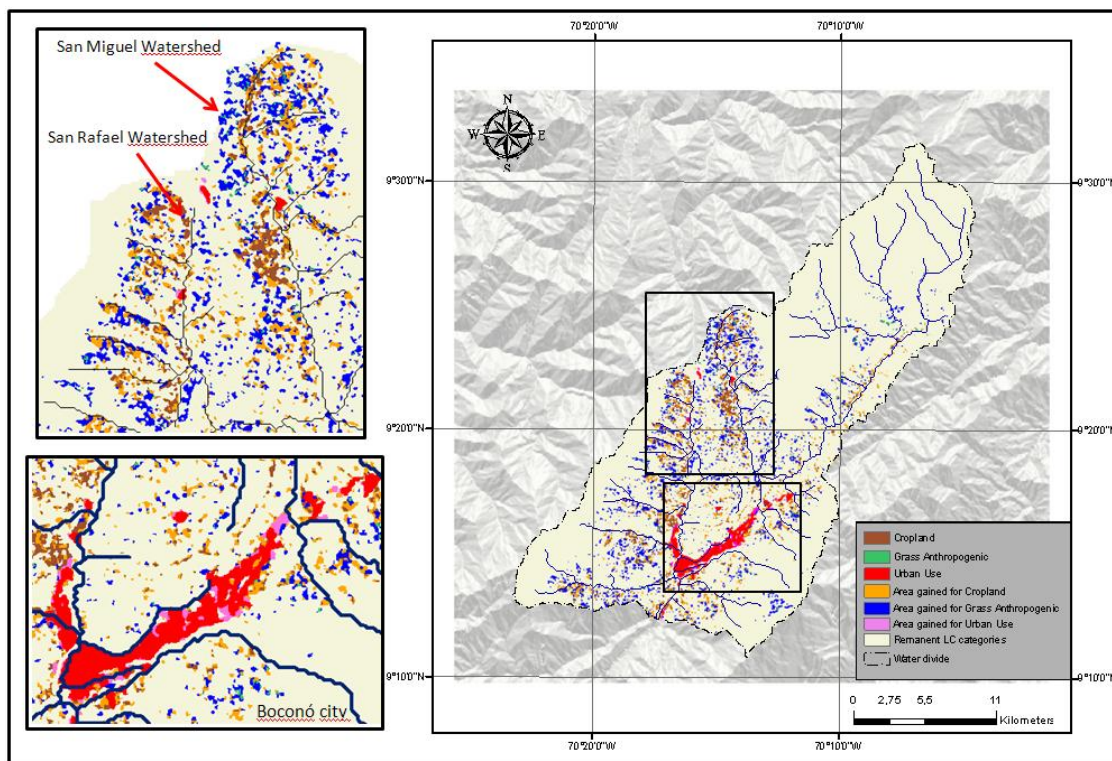 San Miguel Watershed
San Rafael Watershed
Boconó city
70°20'0"W
70°10'0"W
N
W
E
S
9°30'0"N
9°30'0"N
9°20'0"N
9°20'0"N
9°10'0"N
9°10'0"N
Cropland
Grass Anthropogenic
Urban Use
Area gained for Cropland
Area gained for Grass Anthropogenic
Area gained for Urban Use
Remanent LC categories
Water divide
0 2,75 5,5 11
Kilometers
70°20'0"W
70°10'0"W